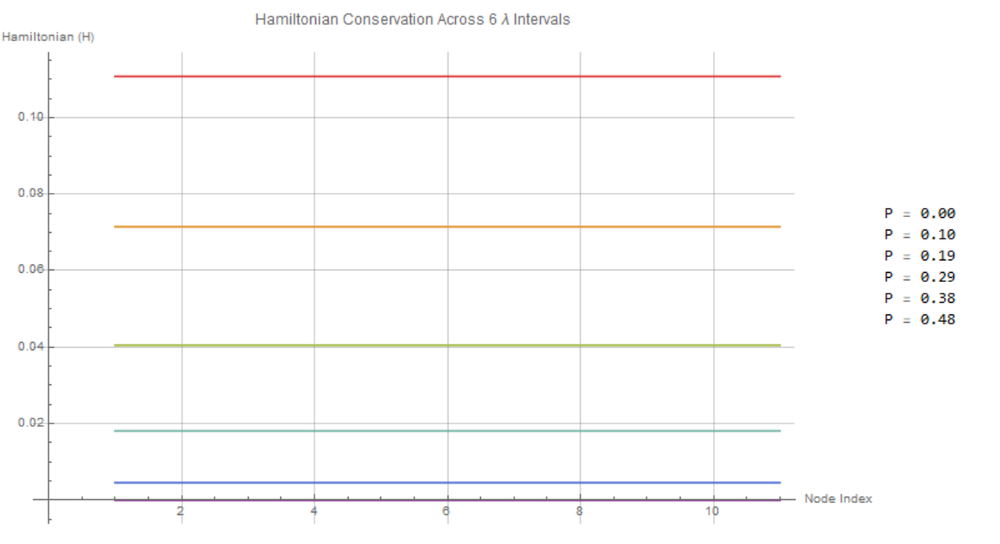 Hamiltonian Conservation Across 6 λ Intervals
Hamiltonian (H)
0.10
0.08
0.06
0.04
0.02
2 4 6 8 10
Node Index
P = 0.00
P = 0.10
P = 0.19
P = 0.29
P = 0.38
P = 0.48